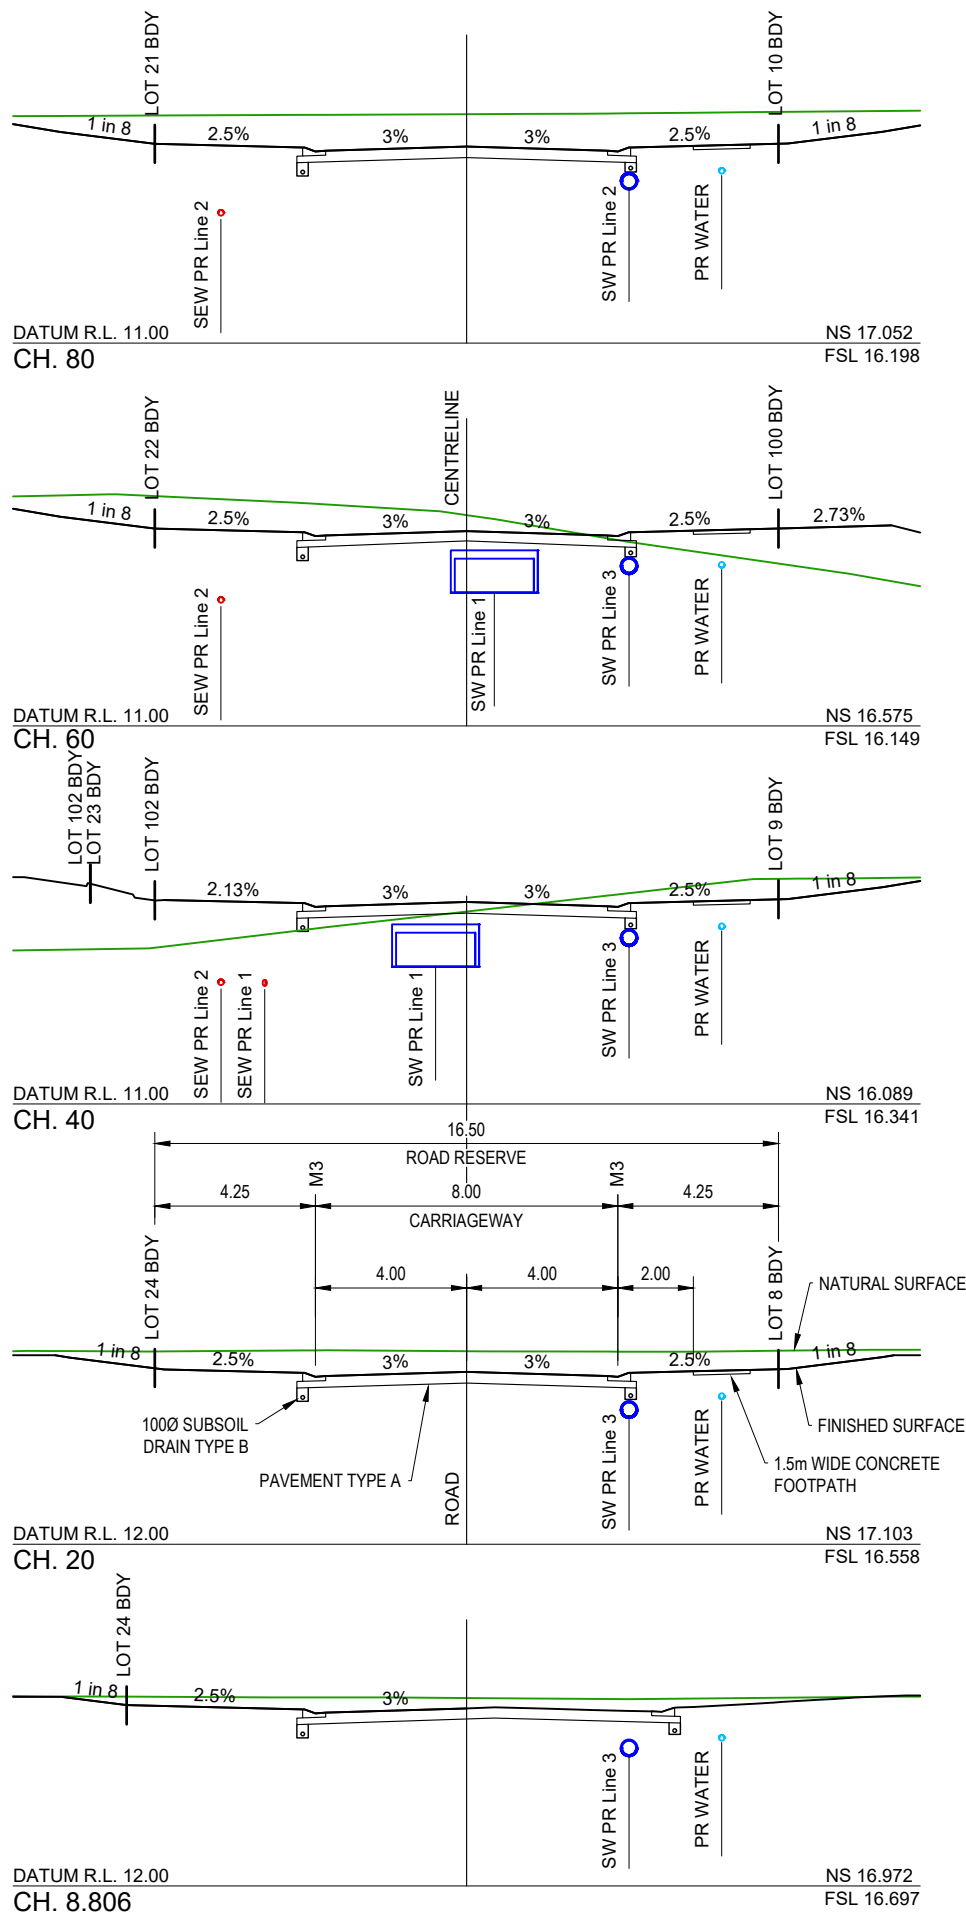 LOT 21 BDY
LOT 10 BDY
1 in 8
2.5%
3%
3%
2.5%
1 in 8
SEW PR Line 2
SW PR Line 2
PR WATER
DATUM R.L. 11.00
NS 17.052
CH. 80
FSL 16.198
LOT 22 BDY
CENTRELINE
LOT 100 BDY
1 in 8
2.5%
3%
3%
2.5%
2.73%
SEW PR Line 2
SW PR Line 1
SW PR Line 3
PR WATER
DATUM R.L. 11.00
NS 16.575
CH. 60
FSL 16.149
LOT 102 BDY
LOT 23 BDY
LOT 102 BDY
LOT 9 BDY
2.13%
3%
3%
2.5%
1 in 8
SEW PR Line 2
SEW PR Line 1
SW PR Line 1
SW PR Line 3
PR WATER
DATUM R.L. 11.00
NS 16.089
CH. 40
FSL 16.341
16.50
ROAD RESERVE
M3
M3
4.25
8.00
4.25
CARRIAGEWAY
LOT 24 BDY
4.00
4.00
2.00
LOT 8 BDY
NATURAL SURFACE
1 in 8
2.5%
3%
3%
2.5%
1 in 8
100Ø SUBSOIL
DRAIN TYPE B
PAVEMENT TYPE A
ROAD
SW PR Line 3
PR WATER
FINISHED SURFACE
1.5m WIDE CONCRETE
FOOTPATH
DATUM R.L. 12.00
NS 17.103
CH. 20
FSL 16.558
LOT 24 BDY
1 in 8
2.5%
3%
SW PR Line 3
PR WATER
DATUM R.L. 12.00
NS 16.972
CH. 8.806
FSL 16.697